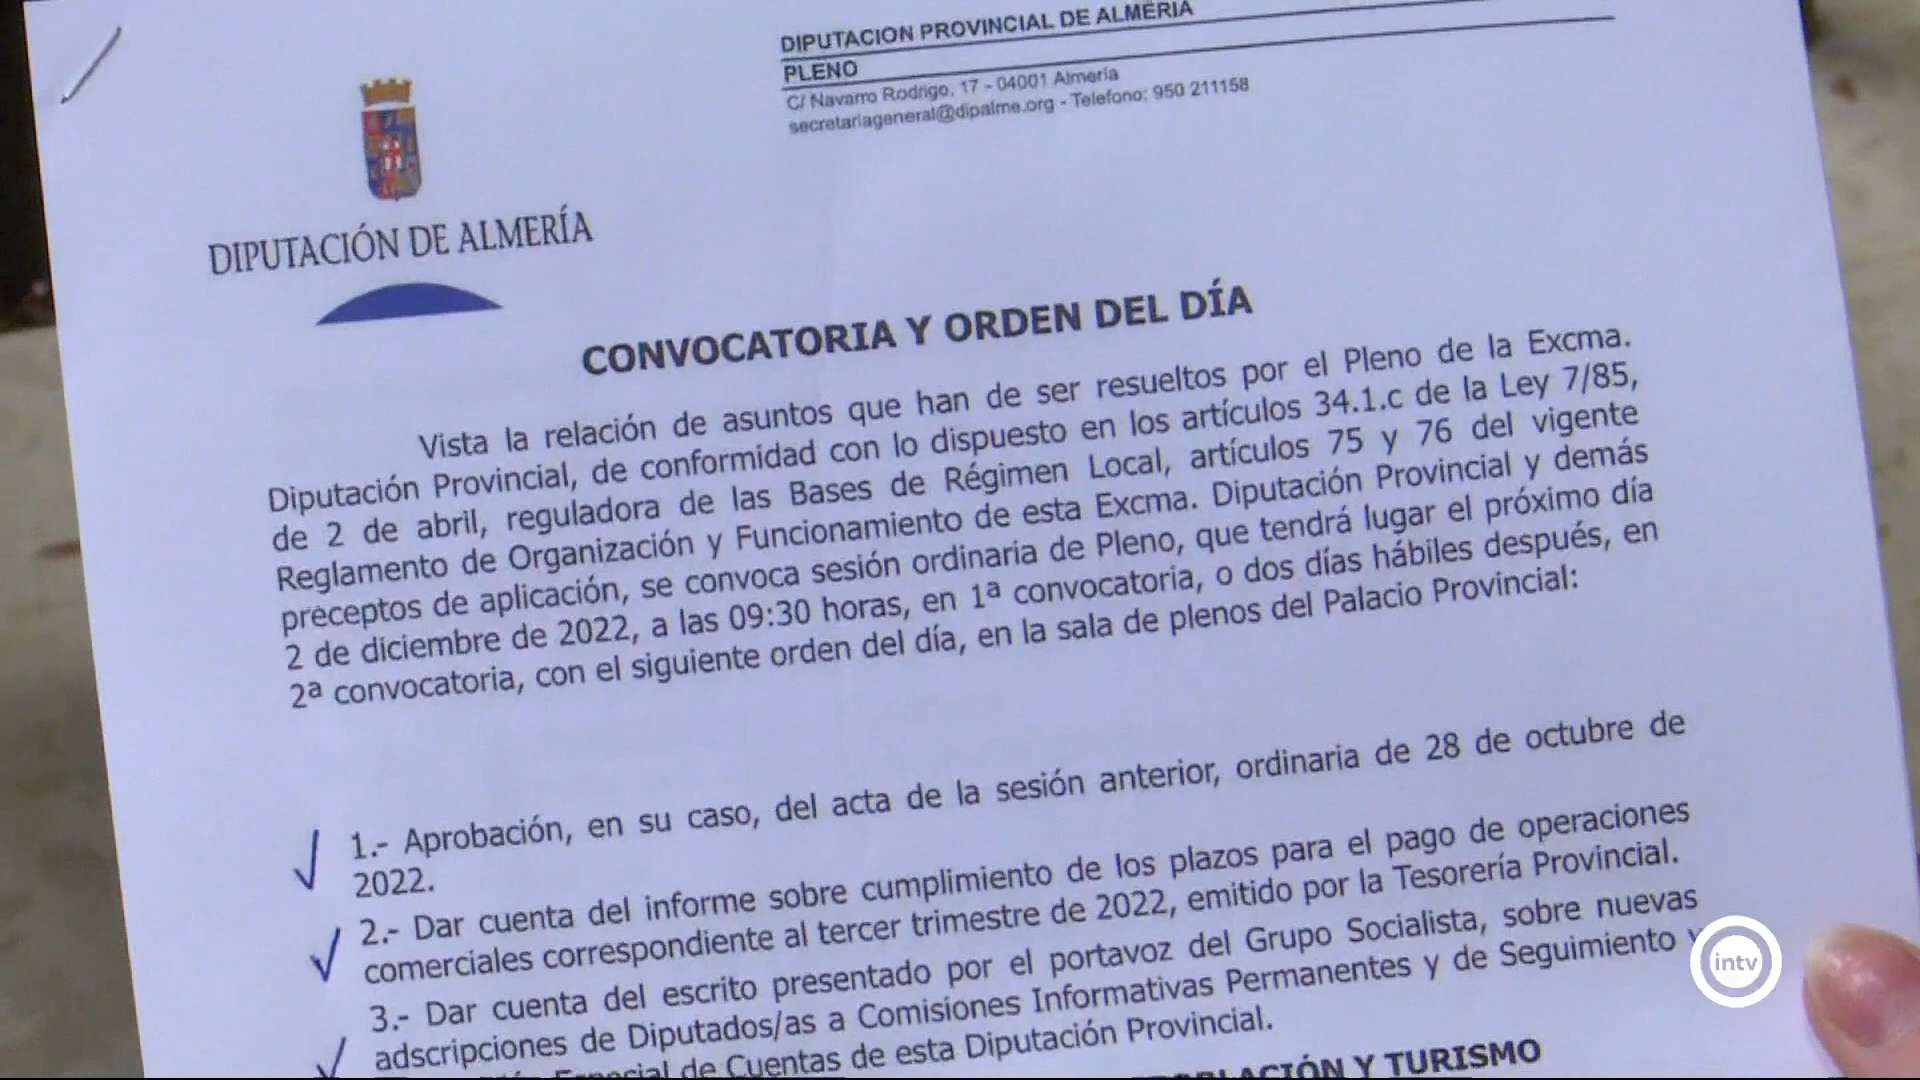 DIPUTACION PROVINCIAL DE ALMERIA
PLENO
C/ Navarro Rodrigo, 17 - 04001 Almería
secretariageneral@dipalme.org - Telefono: 950 211158
DIPUTACIÓN DE ALMERÍA
CONVOCATORIA Y ORDEN DEL DÍA
Vista la relación de asuntos que han de ser resueltos por el Pleno de la Excma.
Diputación Provincial, de conformidad con lo dispuesto en los artículos 34.1.c de la Ley 7/85,
de 2 de abril, reguladora de las Bases de Régimen Local, artículos 75 y 76 del vigente
Reglamento de Organización y Funcionamiento de esta Excma. Diputación Provincial y demás
preceptos de aplicación, se convoca sesión ordinaria de Pleno, que tendrá lugar el próximo día
2 de diciembre de 2022, a las 09:30 horas, en 1ª convocatoria, o dos días hábiles después, en
2ª convocatoria, con el siguiente orden del día, en la sala de plenos del Palacio Provincial:
1.- Aprobación, en su caso, del acta de la sesión anterior, ordinaria de 28 de octubre de
2022.
2.- Dar cuenta del informe sobre cumplimiento de los plazos para el pago de operaciones
comerciales correspondiente al tercer trimestre de 2022, emitido por la Tesorería Provincial.
3.- Dar cuenta del escrito presentado por el portavoz del Grupo Socialista, sobre nuevas
adscripciones de Diputados/as a Comisiones Informativas Permanentes y de Seguimiento y
Especial de Cuentas de esta Diputación Provincial.
Y TURISMO
intv